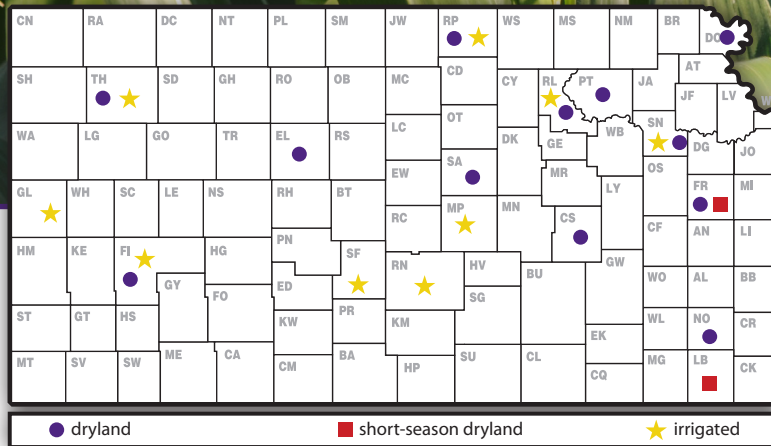 CN RA DC NT PL SM JW RP WS MS NM BR DO
SH TH SD GH RO OB MC CD CY RL PT JA AT JF LV W
WA LG GO TR EL RS LC OT DK GE WB SN DG JO
GL WH SC LE NS RH BT EW SA MR LY OS FR MI
HM KE FI HG PN SF RC MP MN CS CF AN LI
GY FO ED RN HV BU GW WO AL BB
ST GT HS PR SG WL NO CR
KW KM EK
MT SV SW ME CA CM BA HP SU CL CQ MG LB CK
dryland short-season dryland irrigated